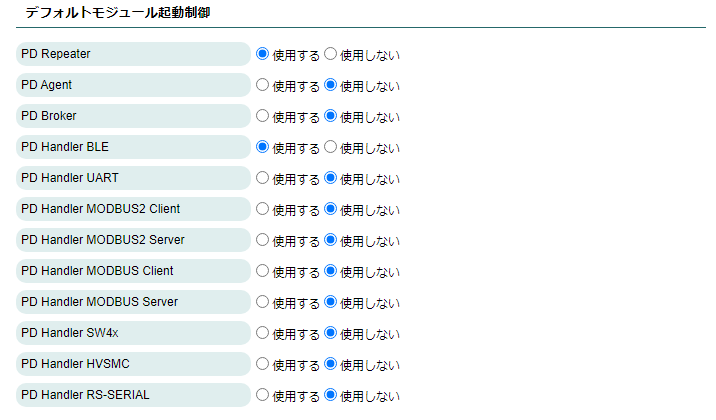 デフォルトモジュール起動制御
PD Repeater 使用する 使用しない
PD Agent 使用する 使用しない
PD Broker 使用する 使用しない
PD Handler BLE 使用する 使用しない
PD Handler UART 使用する 使用しない
PD Handler MODBUS2 Client 使用する 使用しない
PD Handler MODBUS2 Server 使用する 使用しない
PD Handler MODBUS Client 使用する 使用しない
PD Handler MODBUS Server 使用する 使用しない
PD Handler SW4x 使用する 使用しない
PD Handler HVSMC 使用する 使用しない
PD Handler RS-SERIAL 使用する 使用しない